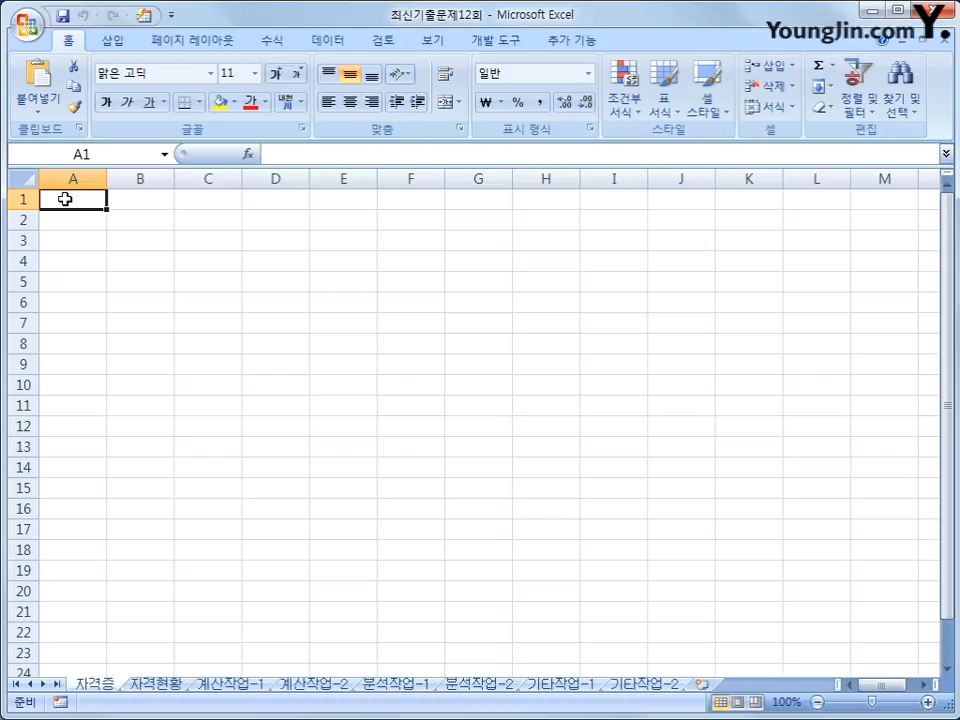 최신기출문제12회 - Microsoft Excel
YoungJin.com Y.
홈 삽입 페이지 레이아웃 수식 데이터 검토 보기 개발 도구 추가 기능
붙여넣기
클립보드
맑은 고딕 11 가 가
가 가 가 가
글꼴
맞춤
일반
₩ % ,
표시 형식
조건부 서식
표 서식
셀 스타일
스타일
삽입
삭제
서식
셀
Σ
정렬 및 필터
찾기 및 선택
편집
A1 fx
A B C D E F G H I J K L M
1
2
3
4
5
6
7
8
9
10
11
12
13
14
15
16
17
18
19
20
21
22
23
24
자격증 자격현황 계산작업-1 계산작업-2 분석작업-1 분석작업-2 기타작업-1 기타작업-2
준비 100%